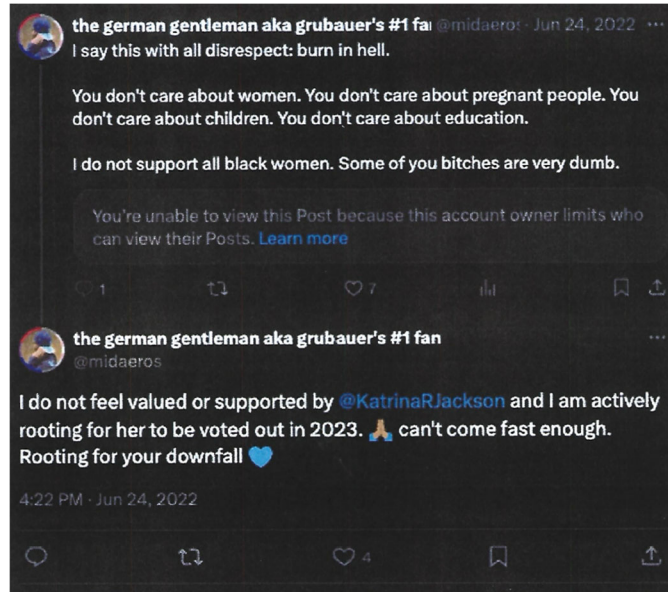 the german gentleman aka grubauer's #1 fa @midaeros · Jun 24, 2022
I say this with all disrespect: burn in hell.
You don't care about women. You don't care about pregnant people. You
don't care about children. You don't care about education.
I do not support all black women. Some of you bitches are very dumb.
You're unable to view this Post because this account owner limits who
can view their Posts. Learn more
1 7
the german gentleman aka grubauer's #1 fan
@midaeros
I do not feel valued or supported by @KatrinaRJackson and I am actively
rooting for her to be voted out in 2023. 🙏🏽 can't come fast enough.
Rooting for your downfall 💙
4:22 PM · Jun 24, 2022
4